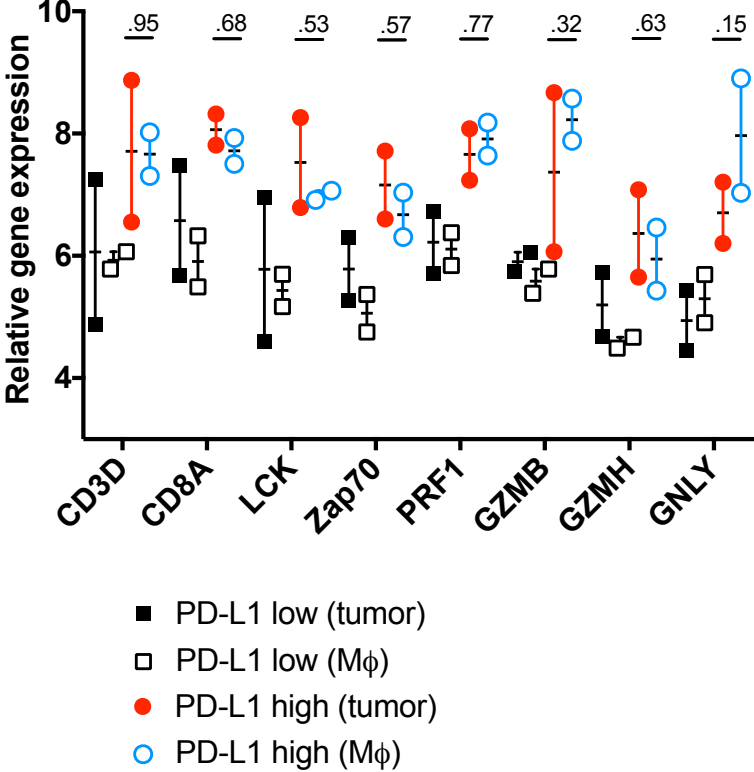 10
.95 .68 .53 .57 .77 .32 .63 .15
8
6
4
Relative gene expression
CD3D CD8A LCK Zap70 PRF1 GZMB GZMH GNLY
PD-L1 low (tumor)
PD-L1 low (Mϕ)
PD-L1 high (tumor)
PD-L1 high (Mϕ)